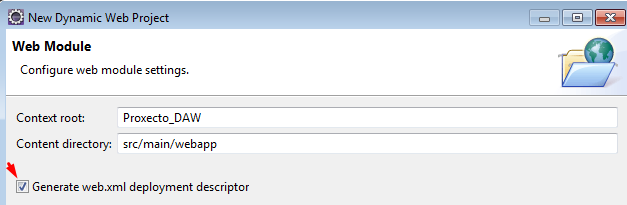 New Dynamic Web Project
Web Module
Configure web module settings.
Context root: Proxecto_DAW
Content directory: src/main/webapp
Generate web.xml deployment descriptor